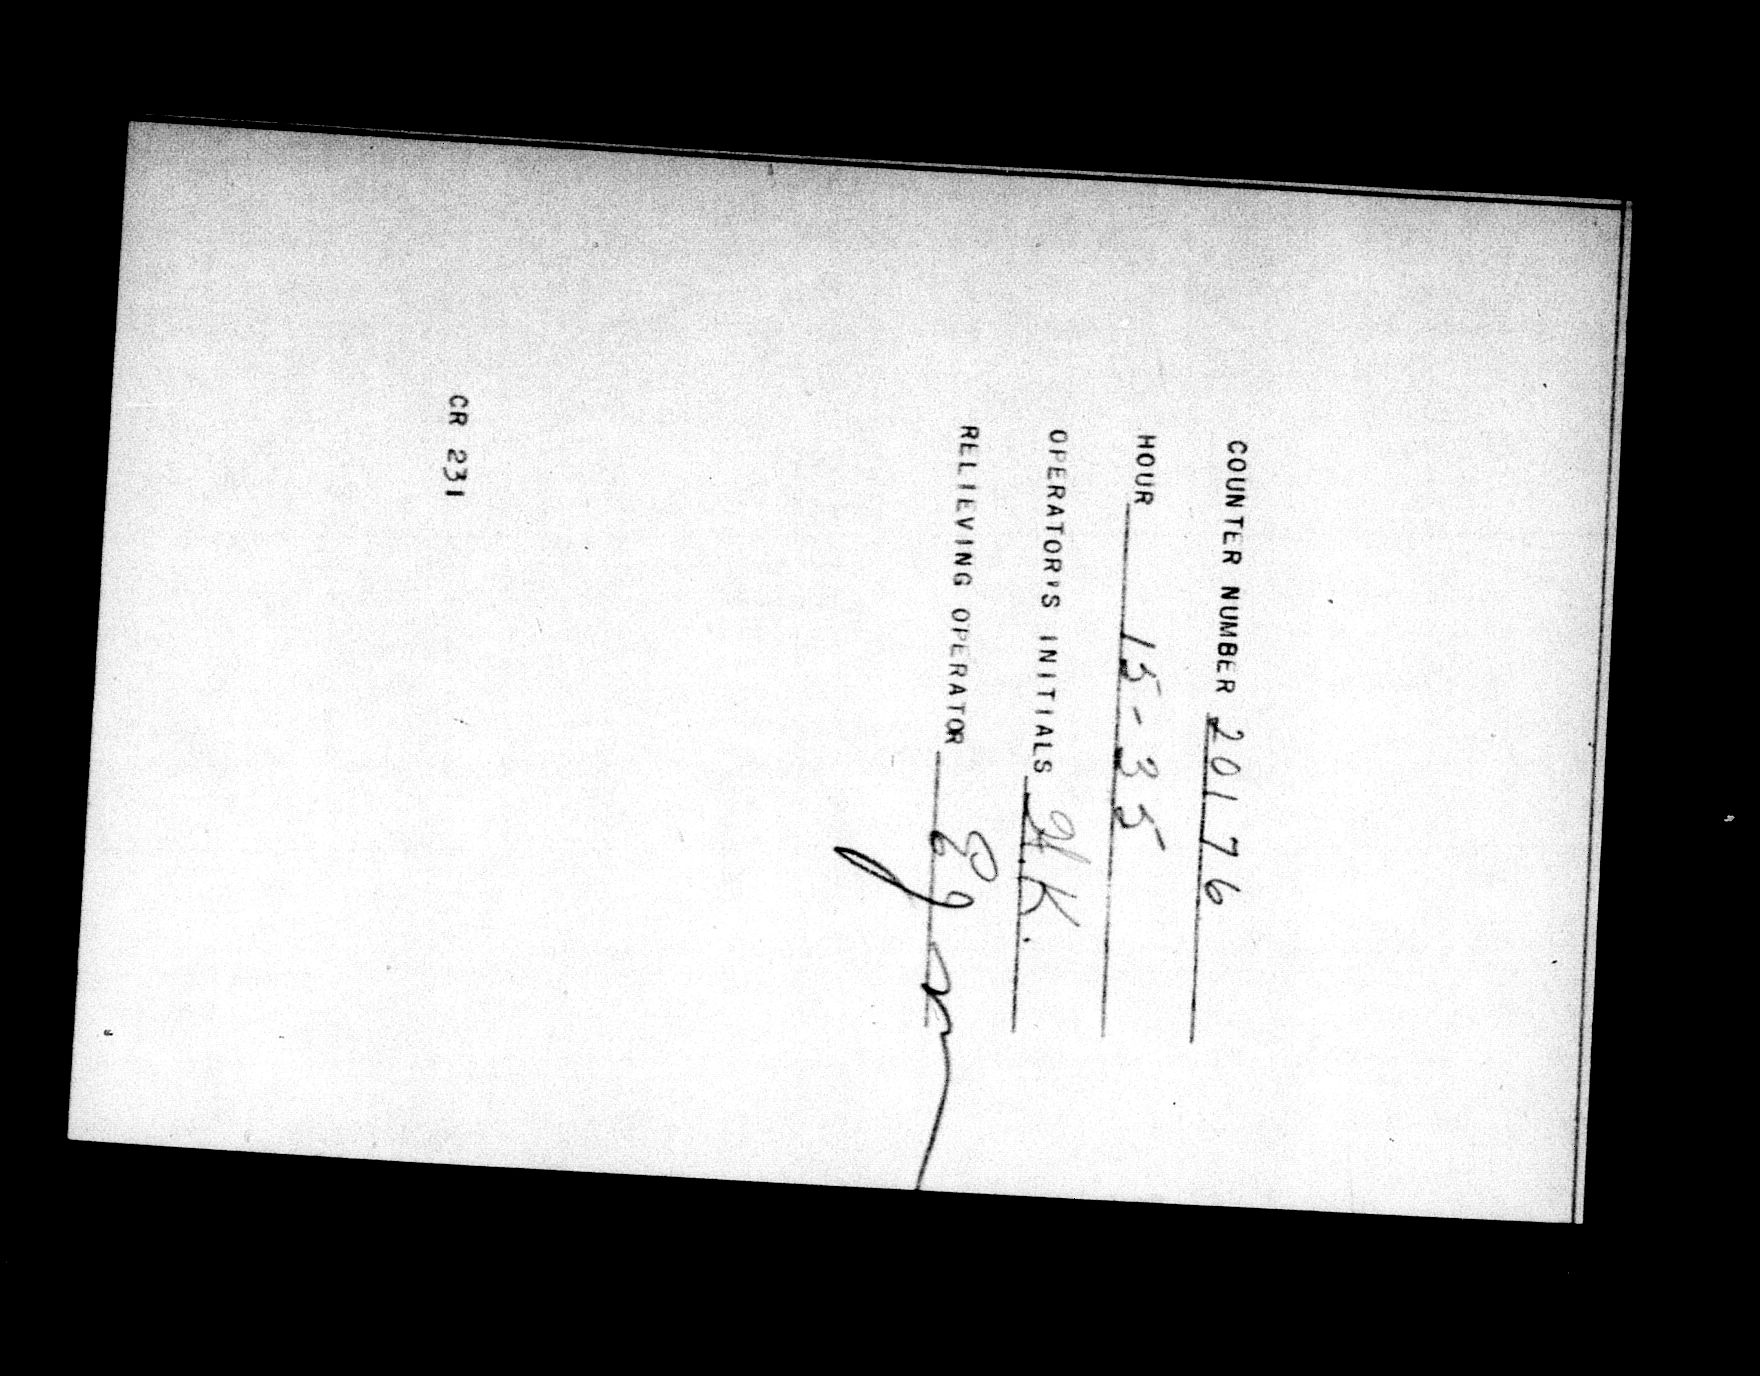 COUNTER NUMBER 20176
HOUR 15-35
OPERATOR'S INITIALS H.K.
RELIEVING OPERATOR
CR 231